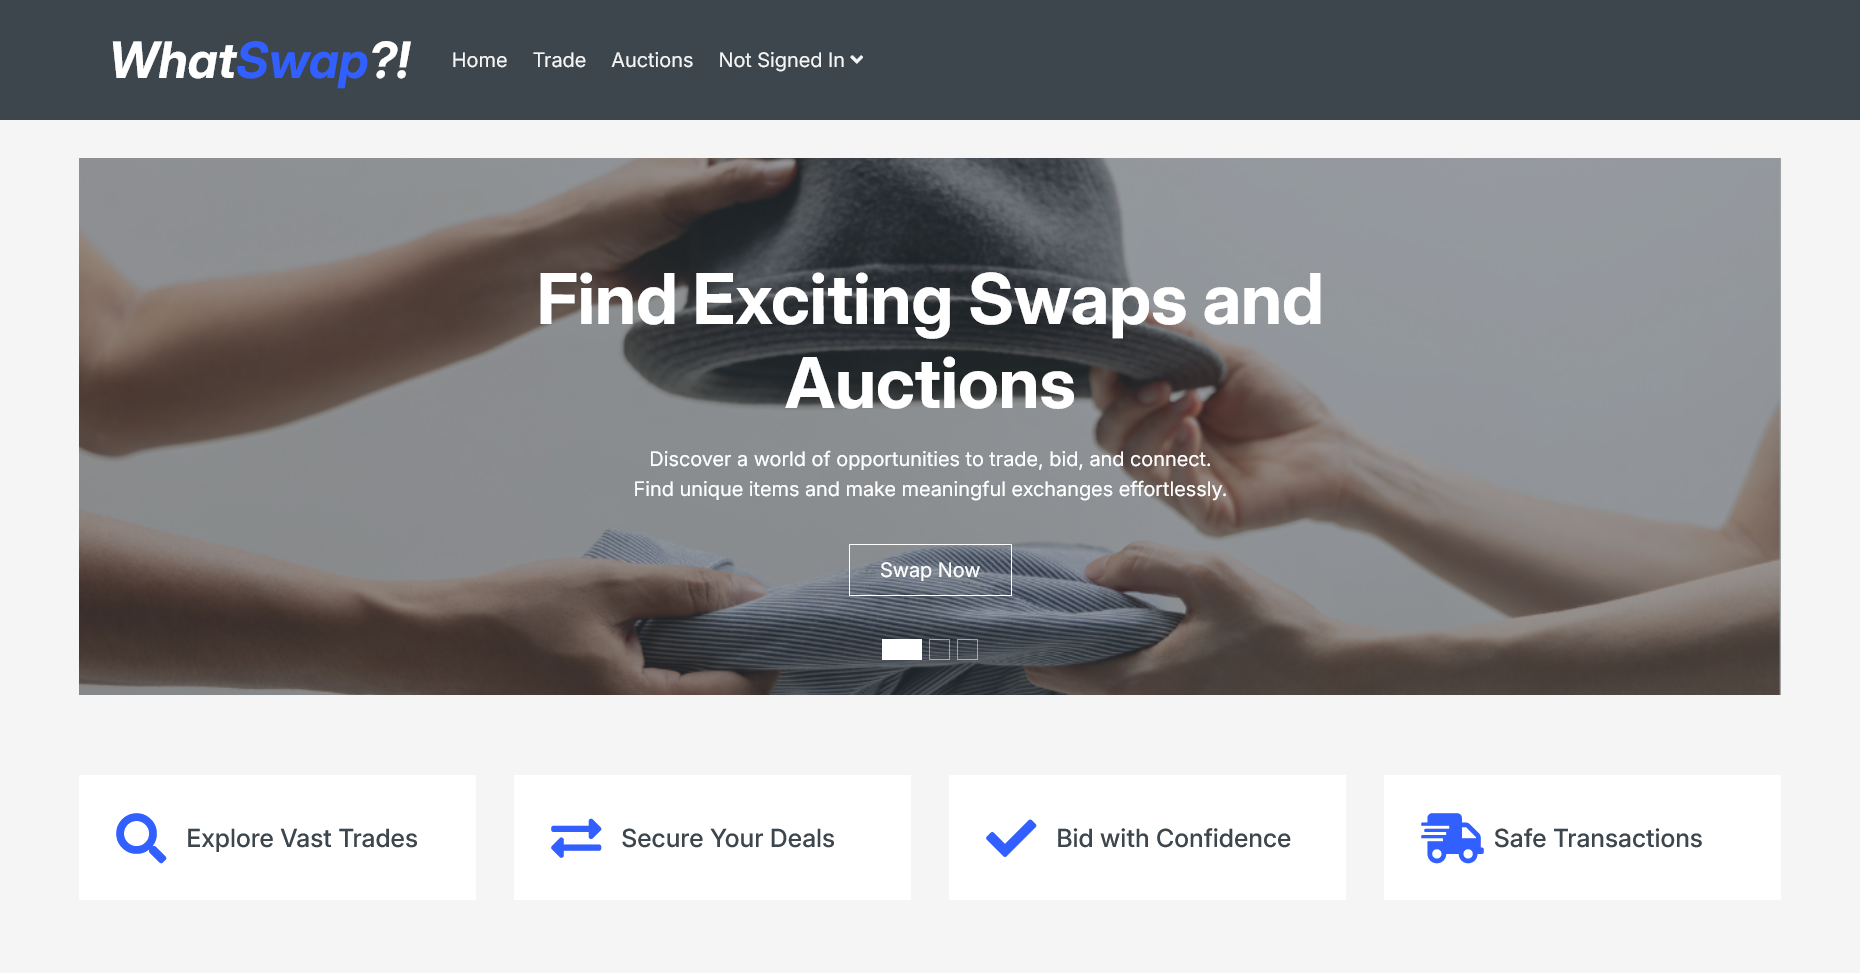 WhatSwap?!
Home
Trade
Auctions
Not Signed In
Find Exciting Swaps and
Auctions
Discover a world of opportunities to trade, bid, and connect.
Find unique items and make meaningful exchanges effortlessly.
Swap Now
Explore Vast Trades
Secure Your Deals
Bid with Confidence
Safe Transactions